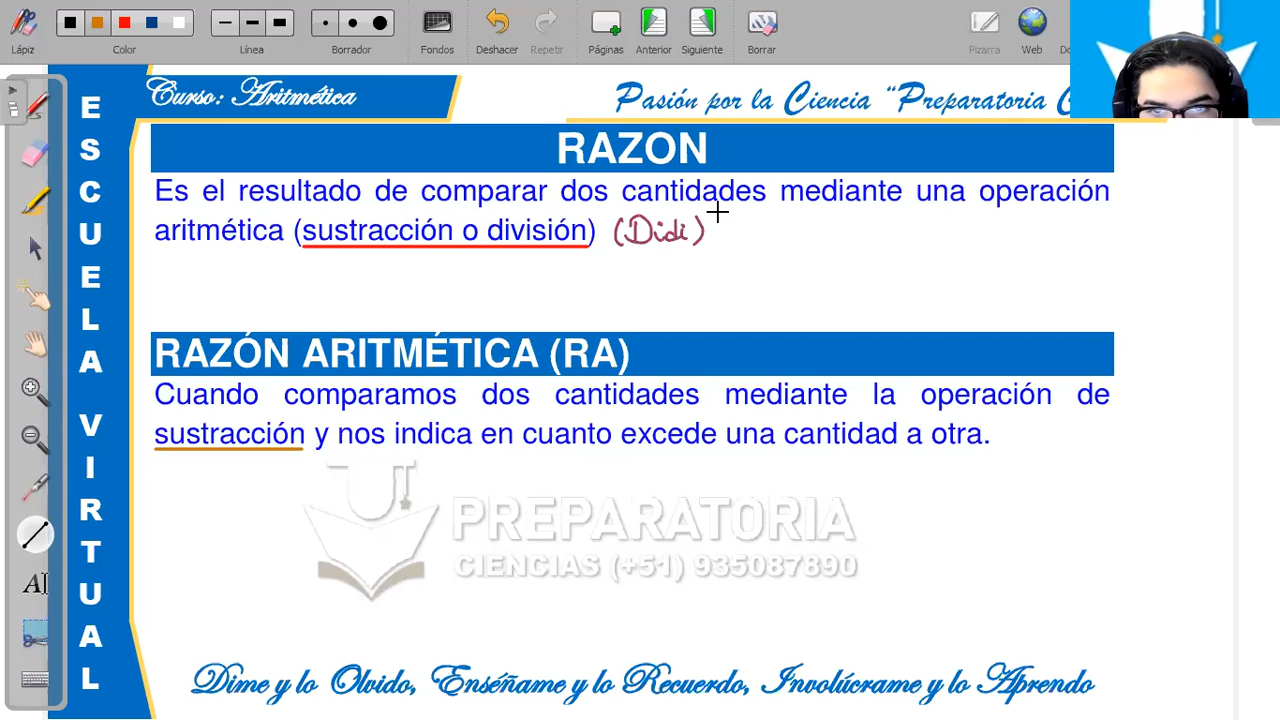 Lápiz
Color
Línea
Borrador
Fondos
Deshacer
Repetir
Páginas
Anterior
Siguiente
Borrar
Pizarra
Web
Curso: Aritmética
Pasión por la Ciencia "Preparatoria C
ESCUELA VIRTUAL
RAZON
Es el resultado de comparar dos cantidades mediante una operación
aritmética (sustracción o división) (Didi)
RAZÓN ARITMÉTICA (RA)
Cuando comparamos dos cantidades mediante la operación de
sustracción y nos indica en cuanto excede una cantidad a otra.
PREPARATORIA
CIENCIAS (+51) 935087890
Dime y lo Olvido, Enséñame y lo Recuerdo, Involúcrame y lo Aprendo